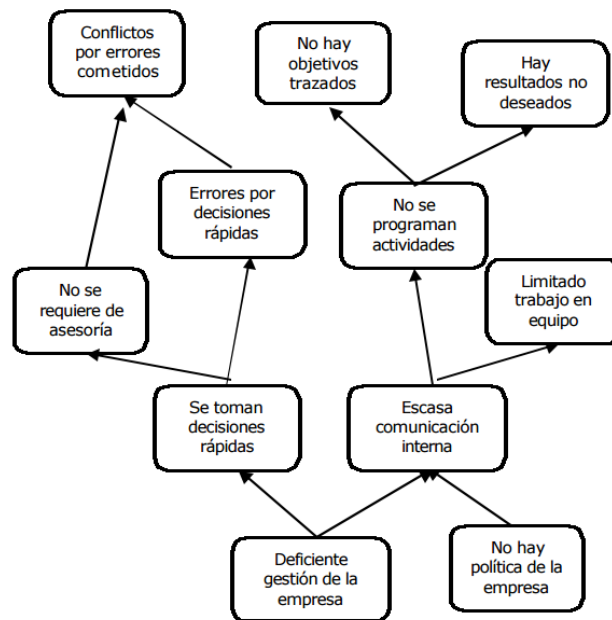 Conflictos
por errores
cometidos
No hay
objetivos
trazados
Hay
resultados no
deseados
Errores por
decisiones
rápidas
No se
programan
actividades
No se
requiere de
asesoría
Limitado
trabajo en
equipo
Se toman
decisiones
rápidas
Escasa
comunicación
interna
Deficiente
gestión de la
empresa
No hay
política de la
empresa